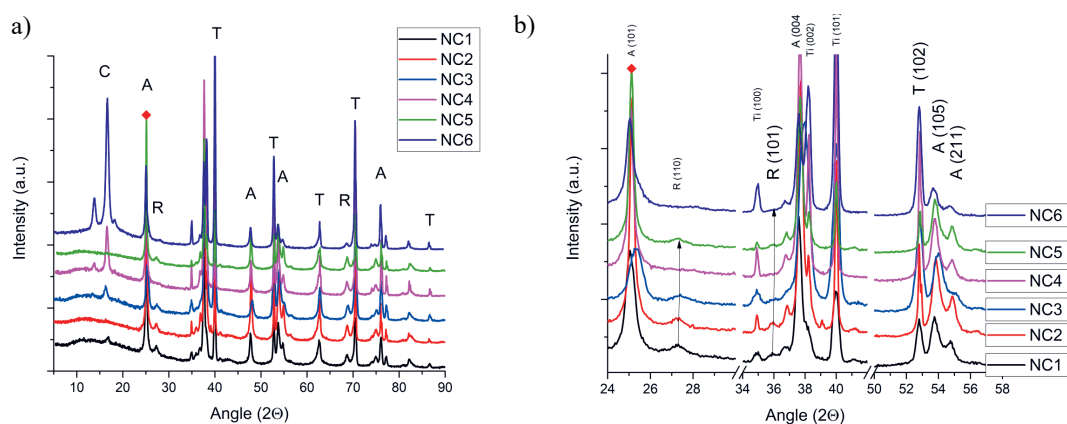 a)
Intensity (a.u.)
C
A
R
T
A
T
A
T
R
T
A
T
NC1
NC2
NC3
NC4
NC5
NC6
10 20 30 40 50 60 70 80 90
Angle (2Θ)
b)
Intensity (a.u.)
A (101)
R (110)
Ti (100)
R (101)
A (004
Ti (002)
Ti (101)
T (102)
A (105)
A (211)
NC6
NC5
NC4
NC3
NC2
NC1
24 26 28 30 34 36 38 40 42 50 52 54 56 58
Angle (2Θ)